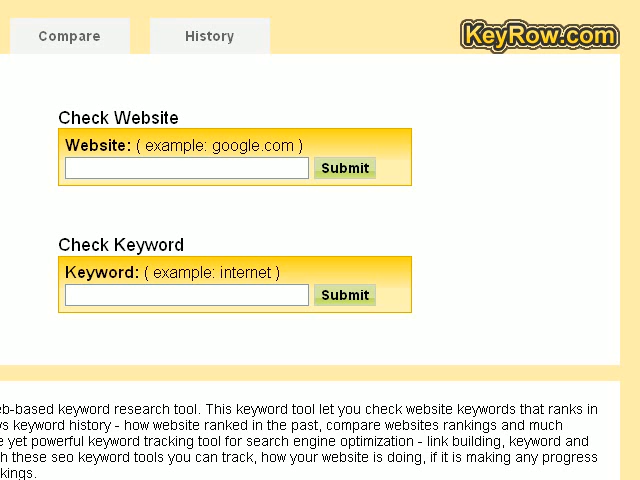 Compare History KeyRow.com
Check Website
Website: ( example: google.com )
Submit
Check Keyword
Keyword: ( example: internet )
Submit
eb-based keyword research tool. This keyword tool let you check website keywords that ranks in
vs keyword history - how website ranked in the past, compare websites rankings and much
e yet powerful keyword tracking tool for search engine optimization - link building, keyword and
h these seo keyword tools you can track, how your website is doing, if it is making any progress
kings.